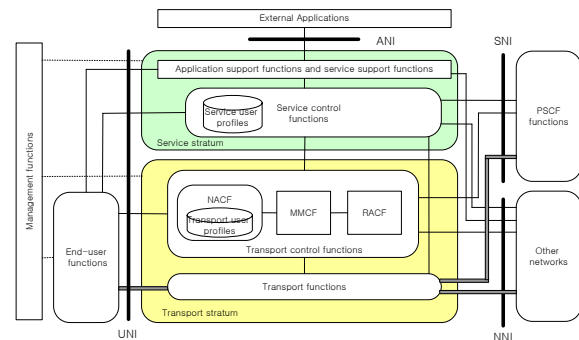 External Applications
ANI
SNI
Application support functions and service support functions
Service user
profiles
Service control
functions
Service stratum
PSCF
functions
Management functions
NACF
Transport user
profiles
MMCF
RACF
Transport control functions
End-user
functions
Other
networks
Transport functions
Transport stratum
UNI
NNI